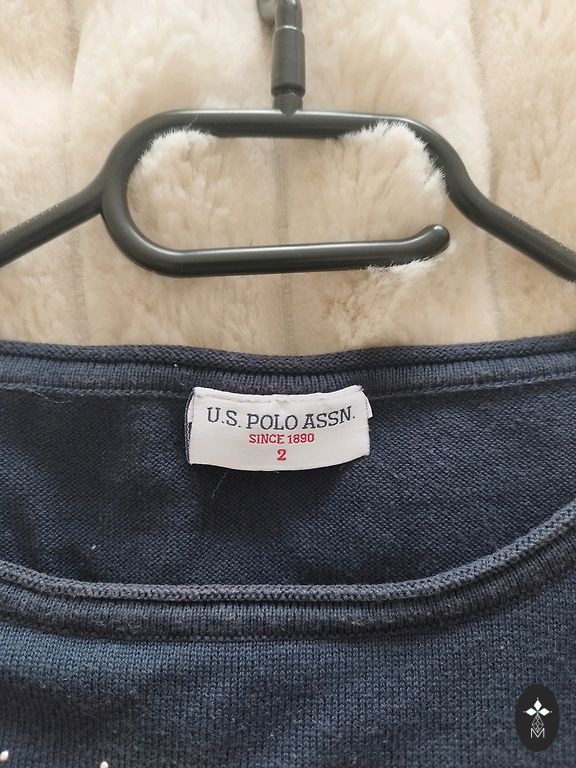 U.S. POLO ASSN.
SINCE 1890
2
M